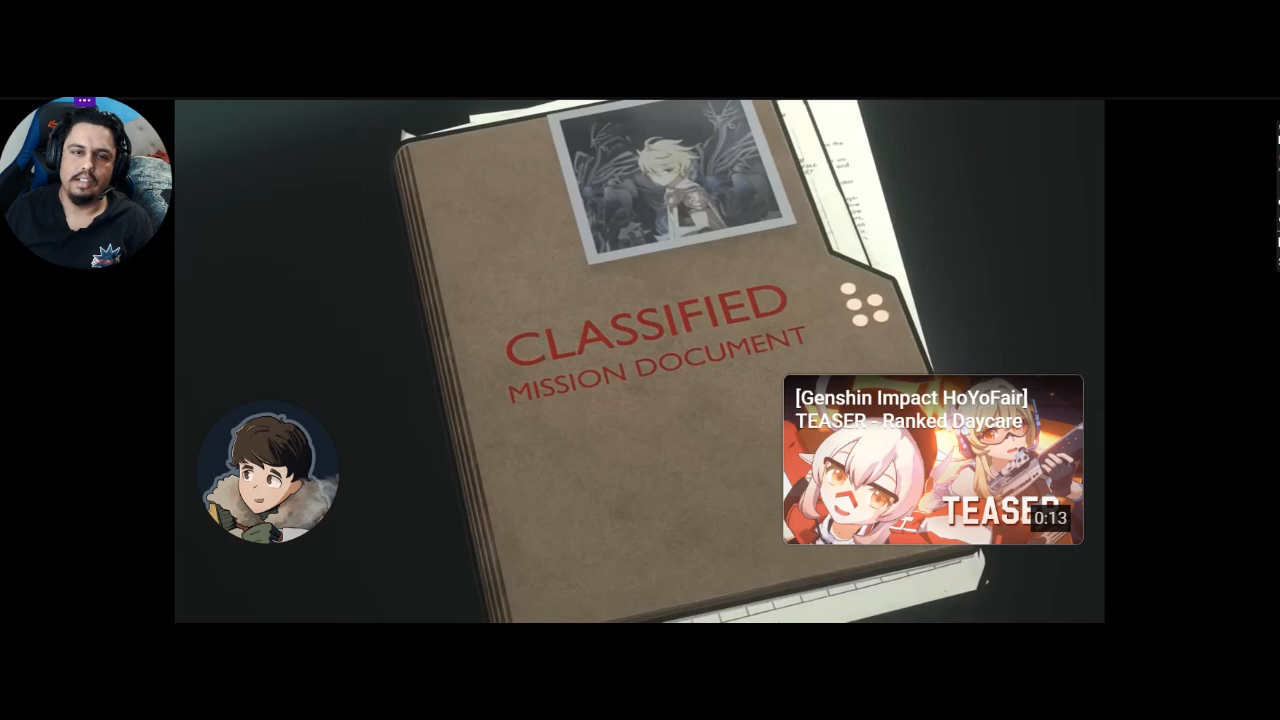 CLASSIFIED
MISSION DOCUMENT
[Genshin Impact HoYoFair]
TEASER - Ranked Daycare
TEASER
0:13